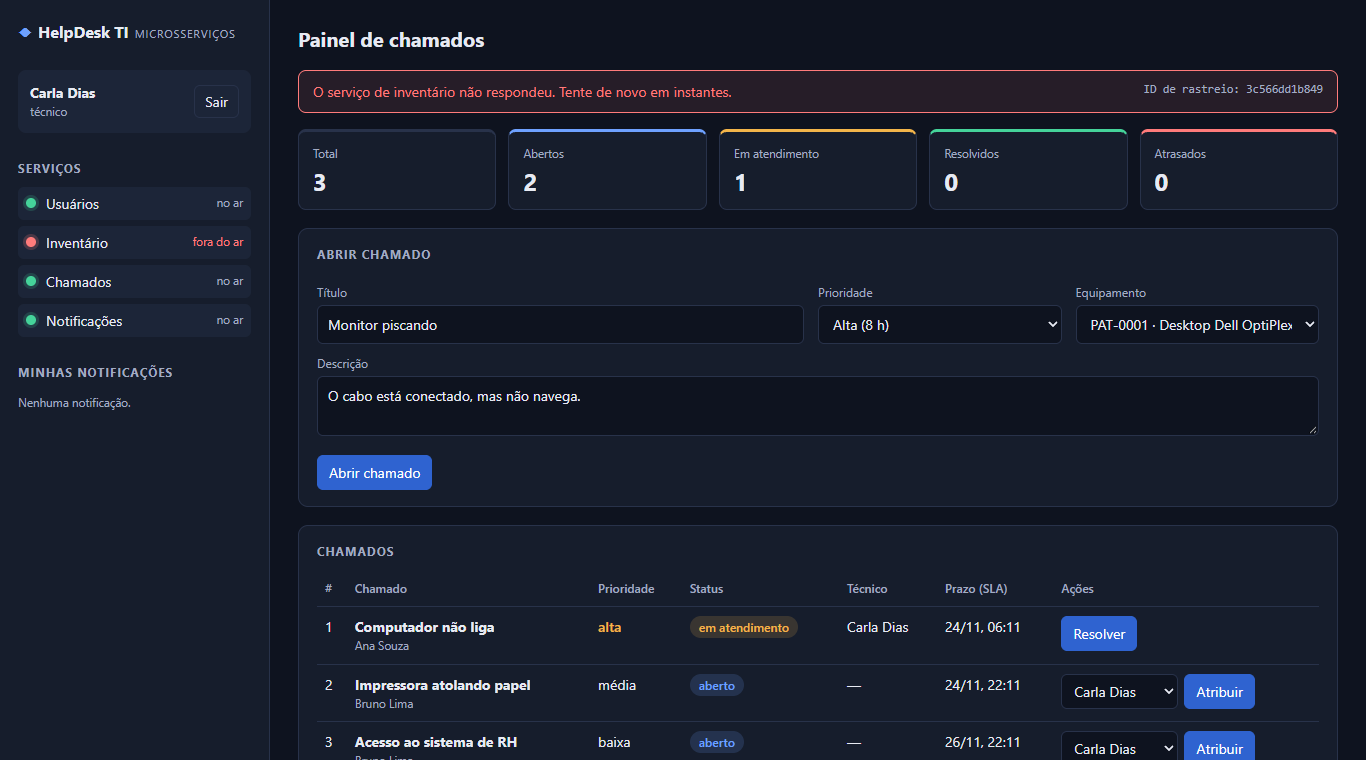 HelpDesk TI MICROSSERVIÇOS
Carla Dias
técnico
Sair
SERVIÇOS
Usuários no ar
Inventário fora do ar
Chamados no ar
Notificações no ar
MINHAS NOTIFICAÇÕES
Nenhuma notificação.
Painel de chamados
O serviço de inventário não respondeu. Tente de novo em instantes. ID de rastreio: 3c566dd1b849
Total
3
Abertos
2
Em atendimento
1
Resolvidos
0
Atrasados
0
ABRIR CHAMADO
Título
Monitor piscando
Prioridade
Alta (8 h)
Equipamento
PAT-0001 · Desktop Dell OptiPlex
Descrição
O cabo está conectado, mas não navega.
Abrir chamado
CHAMADOS
# Chamado Prioridade Status Técnico Prazo (SLA) Ações
1 Computador não liga alta em atendimento Carla Dias 24/11, 06:11 Resolver
Ana Souza
2 Impressora atolando papel média aberto — 24/11, 22:11 Carla Dias Atribuir
Bruno Lima
3 Acesso ao sistema de RH baixa aberto — 26/11, 22:11 Carla Dias Atribuir
Bruno Lima